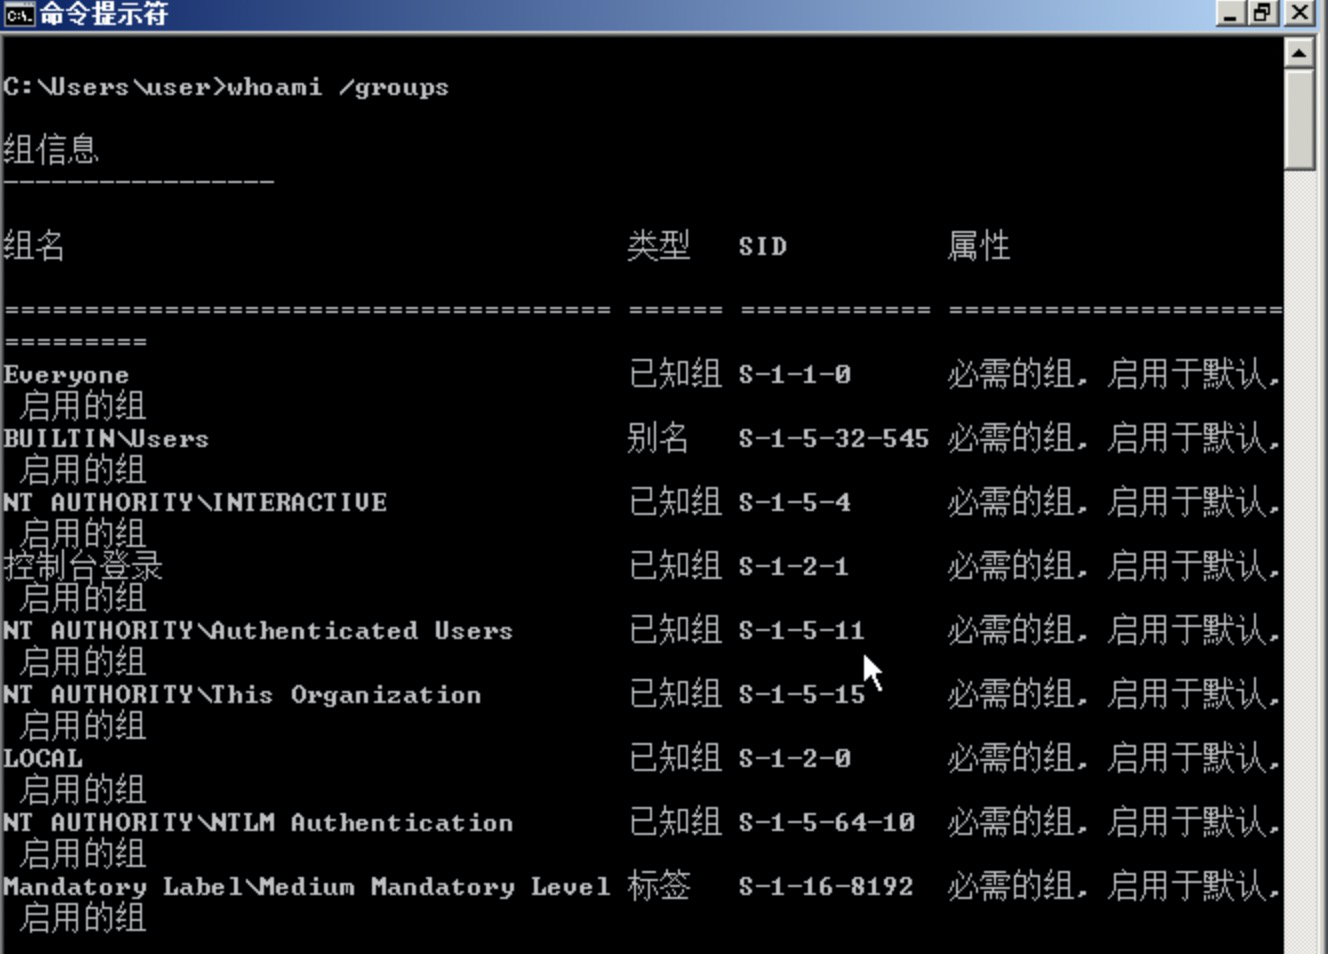 命令提示符
C:\Users\user>whoami /groups
组信息
-----------------
组名 类型 SID 属性
====================================== ====== ============ =====================
=========
Everyone 已知组 S-1-1-0 必需的组, 启用于默认,
启用的组
BUILTIN\Users 别名 S-1-5-32-545 必需的组, 启用于默认,
启用的组
NT AUTHORITY\INTERACTIVE 已知组 S-1-5-4 必需的组, 启用于默认,
启用的组
控制台登录 已知组 S-1-2-1 必需的组, 启用于默认,
启用的组
NT AUTHORITY\Authenticated Users 已知组 S-1-5-11 必需的组, 启用于默认,
启用的组
NT AUTHORITY\This Organization 已知组 S-1-5-15 必需的组, 启用于默认,
启用的组
LOCAL 已知组 S-1-2-0 必需的组, 启用于默认,
启用的组
NT AUTHORITY\NTLM Authentication 已知组 S-1-5-64-10 必需的组, 启用于默认,
启用的组
Mandatory Label\Medium Mandatory Level 标签 S-1-16-8192 必需的组, 启用于默认,
启用的组